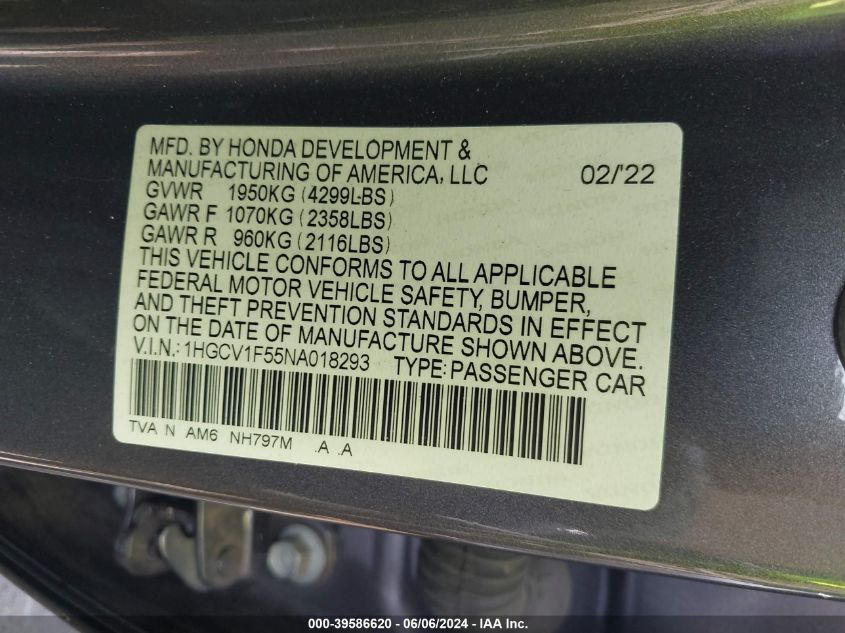 MFD. BY HONDA DEVELOPMENT &
MANUFACTURING OF AMERICA, LLC 02/'22
GVWR 1950KG (4299LBS)
GAWR F 1070KG (2358LBS)
GAWR R 960KG (2116LBS)
THIS VEHICLE CONFORMS TO ALL APPLICABLE
FEDERAL MOTOR VEHICLE SAFETY, BUMPER,
AND THEFT PREVENTION STANDARDS IN EFFECT
ON THE DATE OF MANUFACTURE SHOWN ABOVE.
V.I.N.: 1HGCV1F55NA018293 TYPE: PASSENGER CAR
TVA N AM6 NH797M .A .A
000-39586620 - 06/06/2024 - IAA Inc.